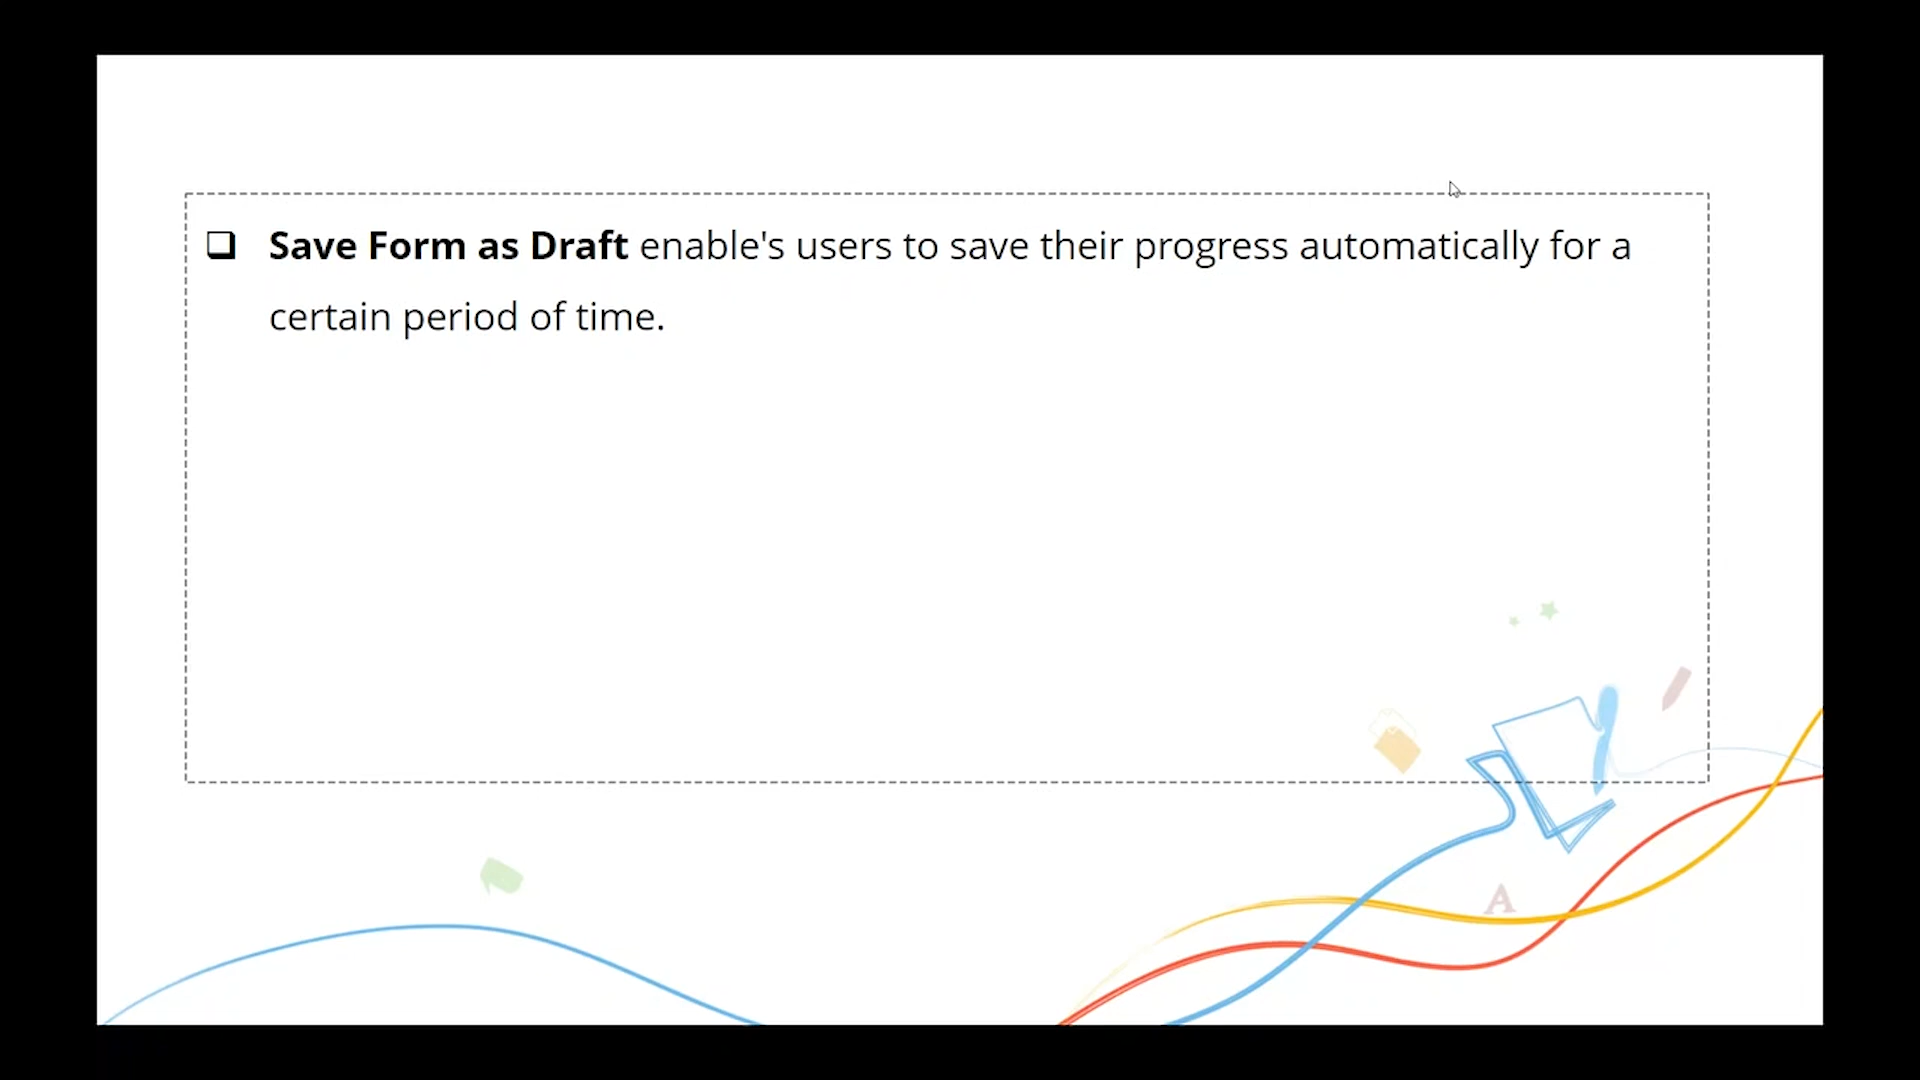 Save Form as Draft enable's users to save their progress automatically for a
certain period of time.
A